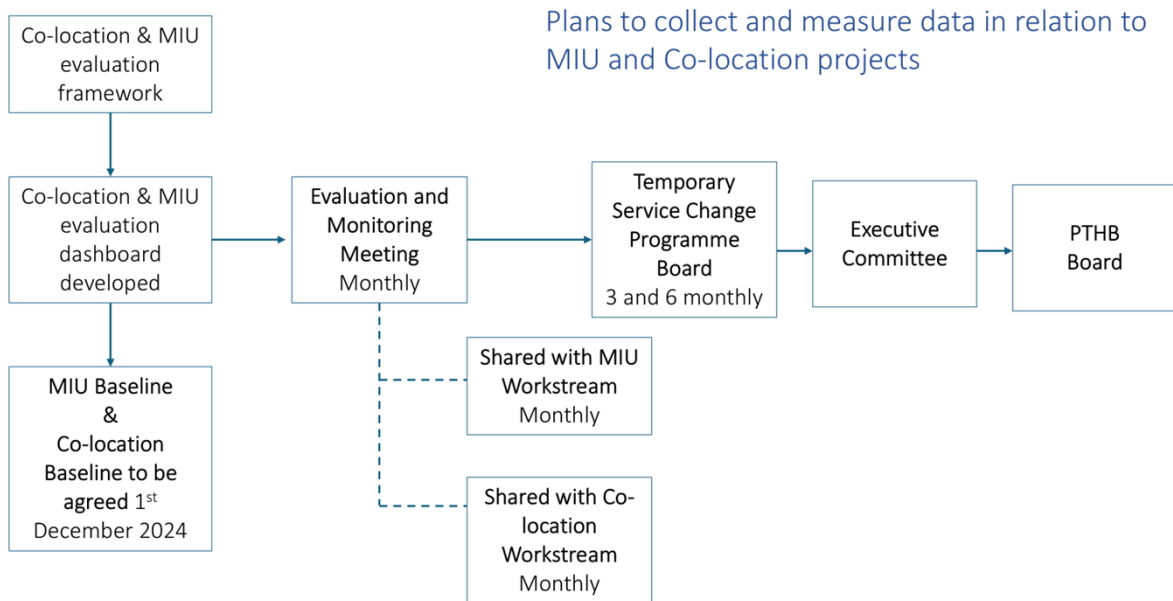 Plans to collect and measure data in relation to
MIU and Co-location projects
Co-location & MIU
evaluation
framework
Co-location & MIU
evaluation
dashboard
developed
MIU Baseline
&
Co-location
Baseline to be
agreed 1st
December 2024
Evaluation and
Monitoring
Meeting
Monthly
Shared with MIU
Workstream
Monthly
Shared with Co-
location
Workstream
Monthly
Temporary
Service Change
Programme
Board
3 and 6 monthly
Executive
Committee
PTHB
Board